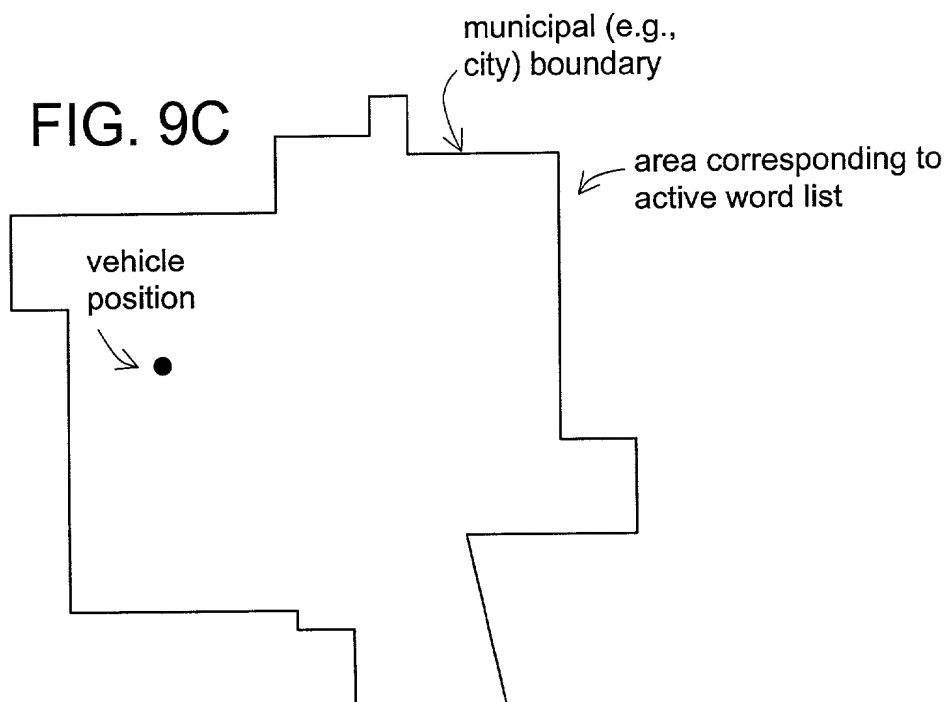 municipal (e.g.,
city) boundary
FIG. 9C
area corresponding to
active word list
vehicle
position